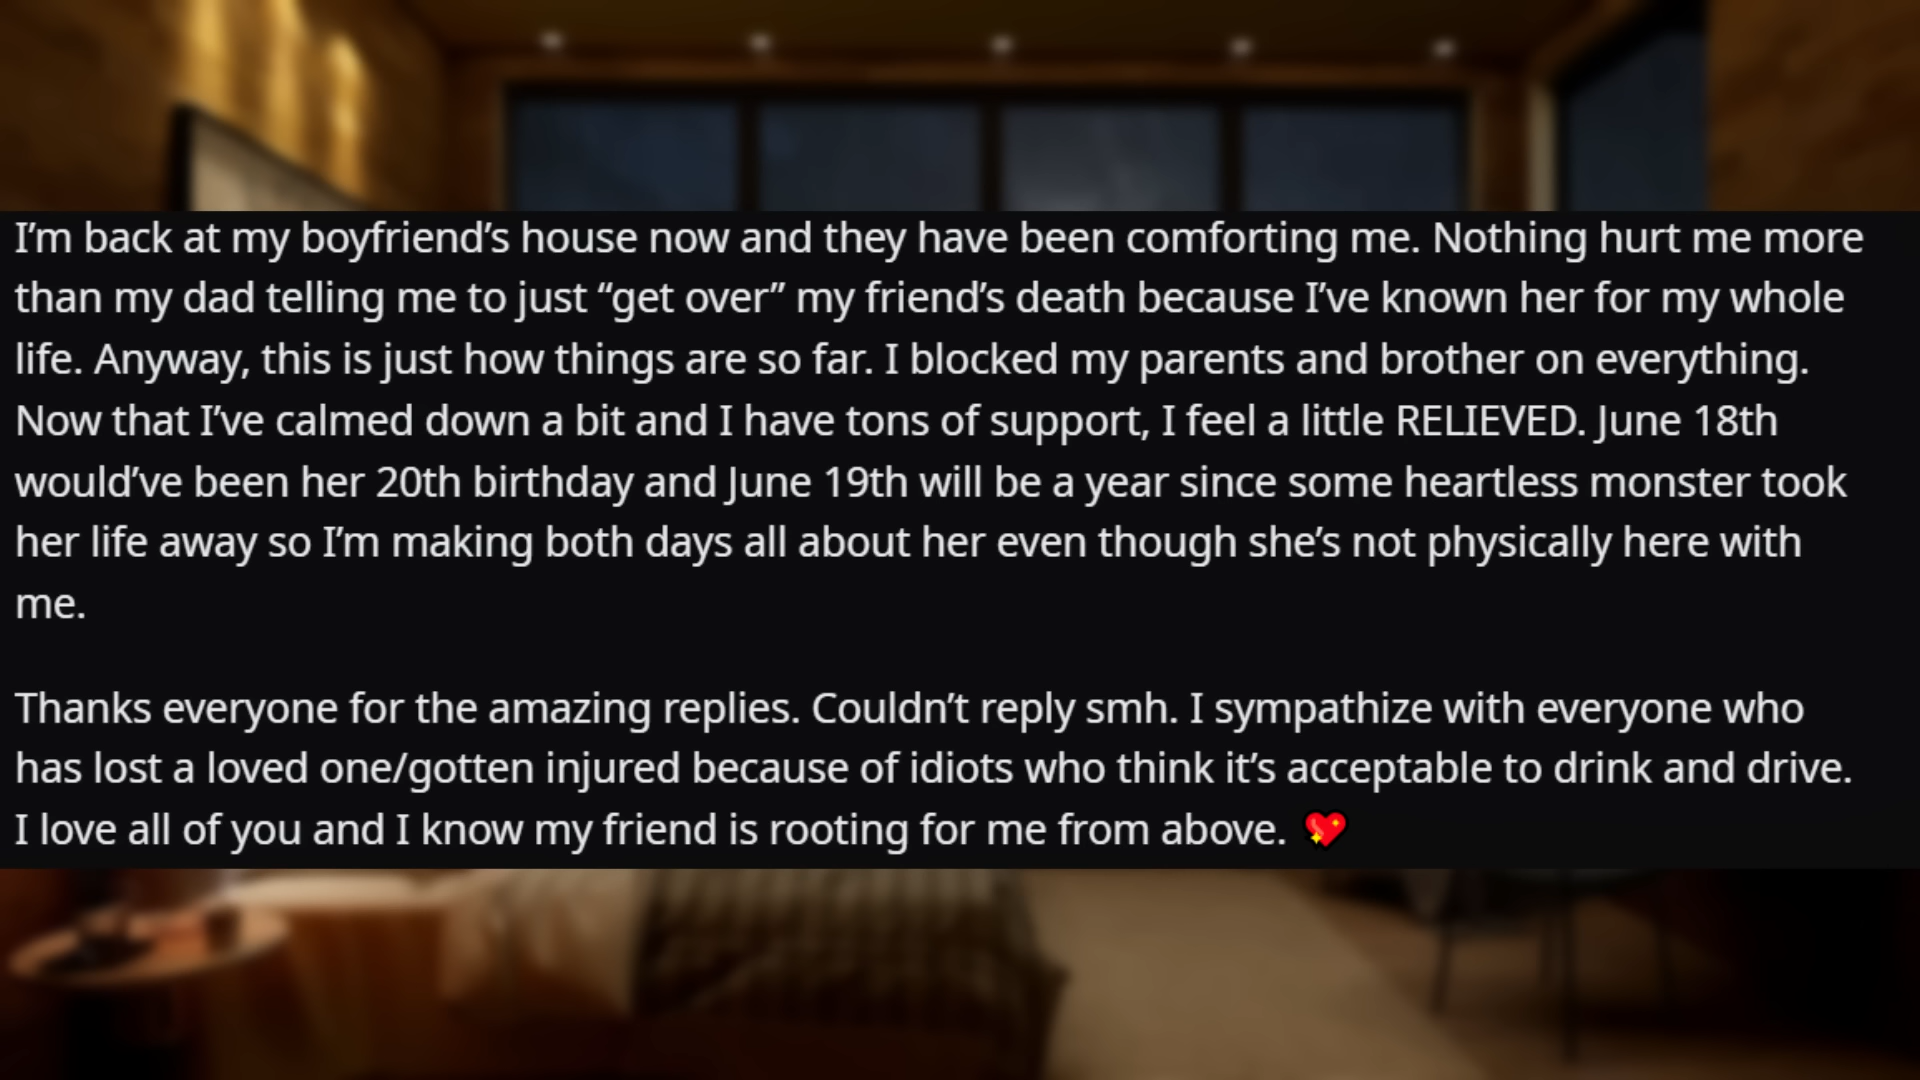 I’m back at my boyfriend’s house now and they have been comforting me. Nothing hurt me more
than my dad telling me to just “get over” my friend’s death because I’ve known her for my whole
life. Anyway, this is just how things are so far. I blocked my parents and brother on everything.
Now that I’ve calmed down a bit and I have tons of support, I feel a little RELIEVED. June 18th
would’ve been her 20th birthday and June 19th will be a year since some heartless monster took
her life away so I’m making both days all about her even though she’s not physically here with
me.
Thanks everyone for the amazing replies. Couldn’t reply smh. I sympathize with everyone who
has lost a loved one/gotten injured because of idiots who think it’s acceptable to drink and drive.
I love all of you and I know my friend is rooting for me from above. 💖